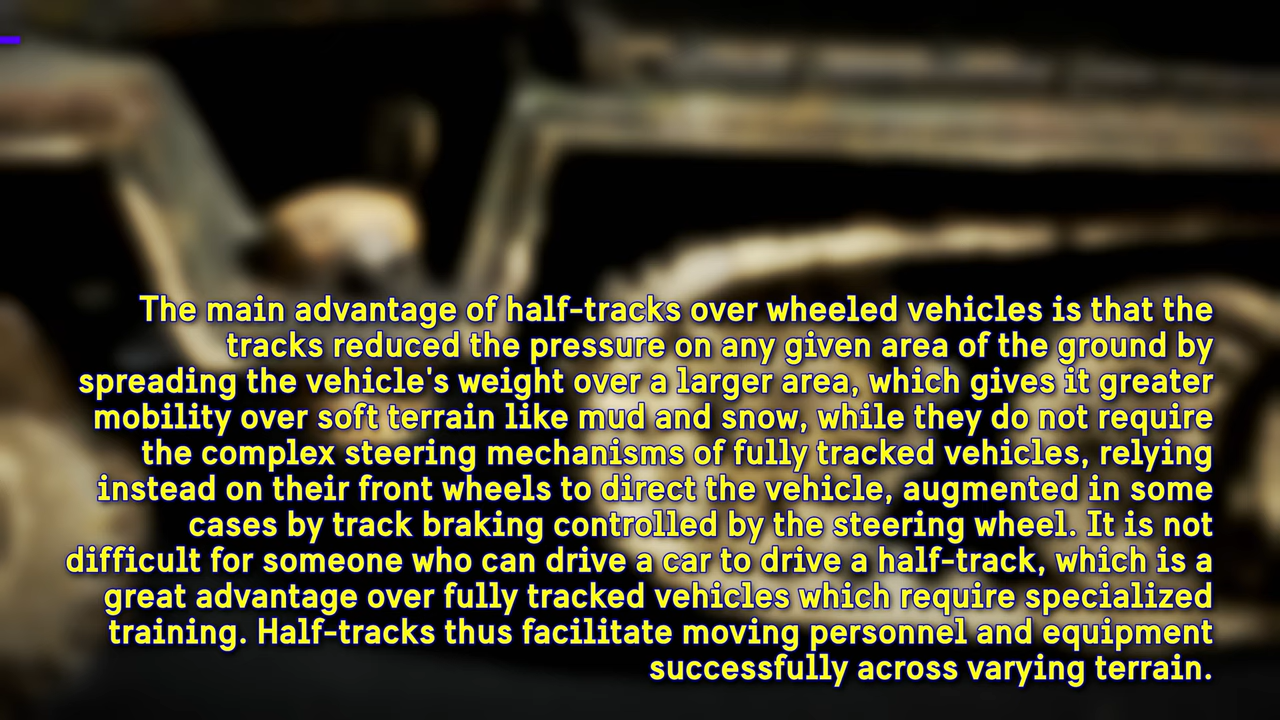 The main advantage of half-tracks over wheeled vehicles is that the
tracks reduced the pressure on any given area of the ground by
spreading the vehicle's weight over a larger area, which gives it greater
mobility over soft terrain like mud and snow, while they do not require
the complex steering mechanisms of fully tracked vehicles, relying
instead on their front wheels to direct the vehicle, augmented in some
cases by track braking controlled by the steering wheel. It is not
difficult for someone who can drive a car to drive a half-track, which is a
great advantage over fully tracked vehicles which require specialized
training. Half-tracks thus facilitate moving personnel and equipment
successfully across varying terrain.